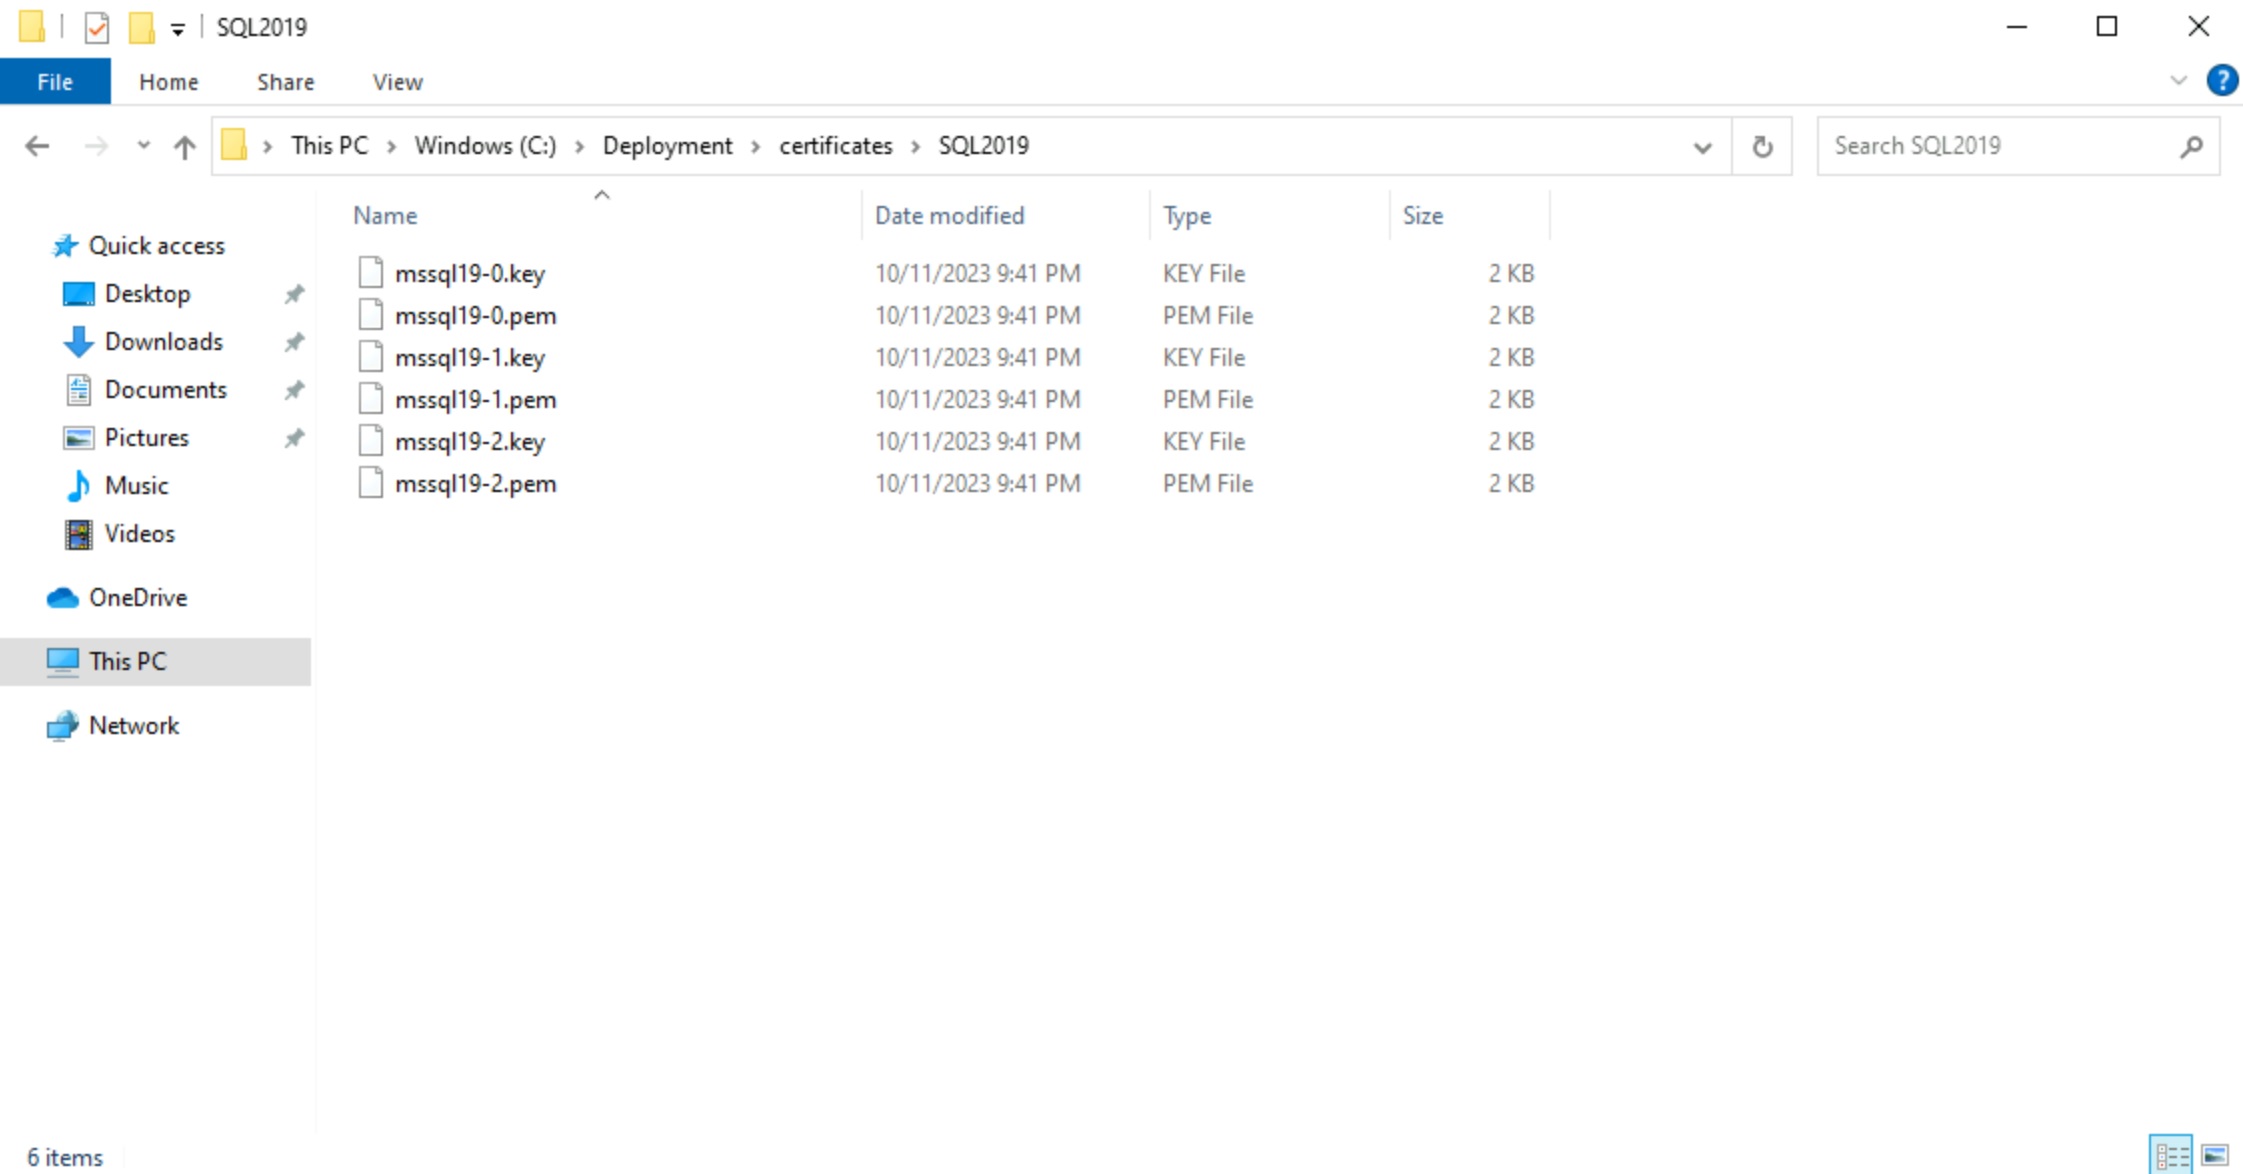 SQL2019
File Home Share View
?
This PC Windows (C:) Deployment certificates SQL2019
Search SQL2019
Name Date modified Type Size
Quick access
Desktop
Downloads
Documents
Pictures
Music
Videos
OneDrive
This PC
Network
mssql19-0.key 10/11/2023 9:41 PM KEY File 2 KB
mssql19-0.pem 10/11/2023 9:41 PM PEM File 2 KB
mssql19-1.key 10/11/2023 9:41 PM KEY File 2 KB
mssql19-1.pem 10/11/2023 9:41 PM PEM File 2 KB
mssql19-2.key 10/11/2023 9:41 PM KEY File 2 KB
mssql19-2.pem 10/11/2023 9:41 PM PEM File 2 KB
6 items